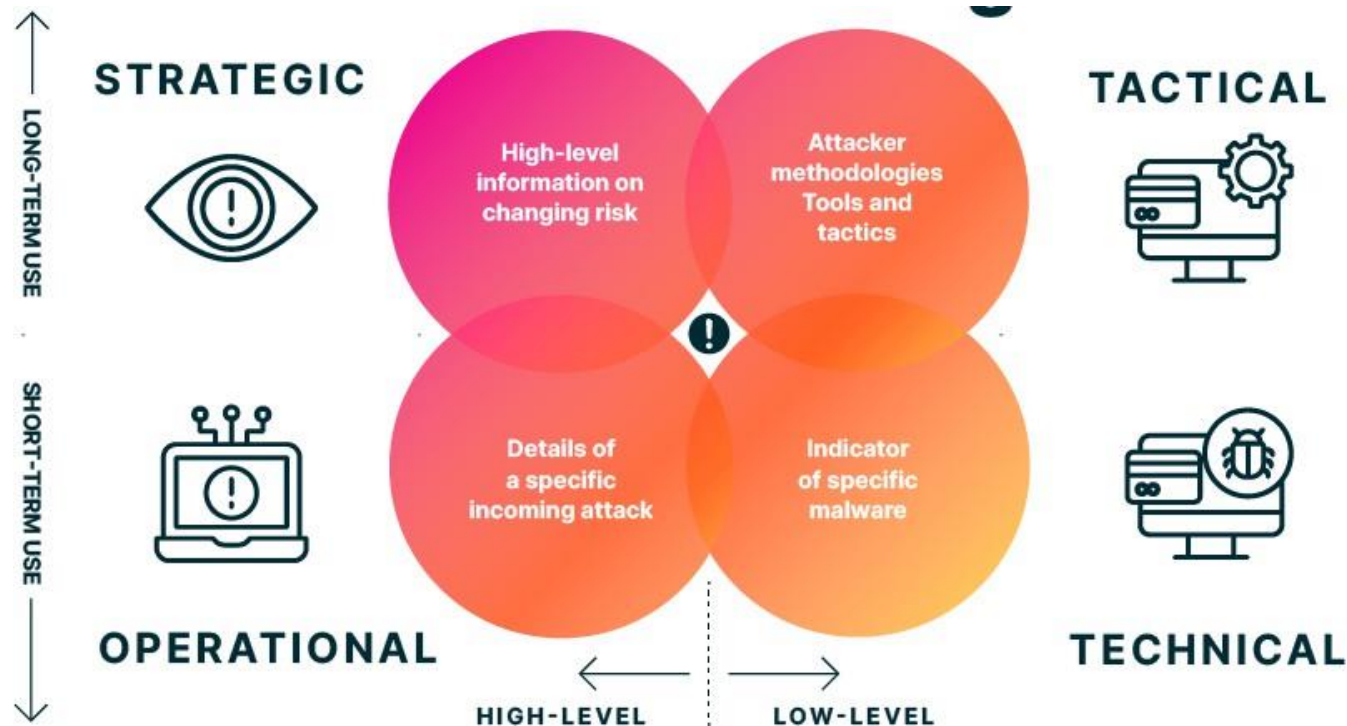 STRATEGIC
TACTICAL
LONG-TERM USE
High-level
information on
changing risk
Attacker
methodologies
Tools and
tactics
!
!
SHORT-TERM USE
!
Details of
a specific
incoming attack
Indicator
of specific
malware
OPERATIONAL
TECHNICAL
HIGH-LEVEL
LOW-LEVEL